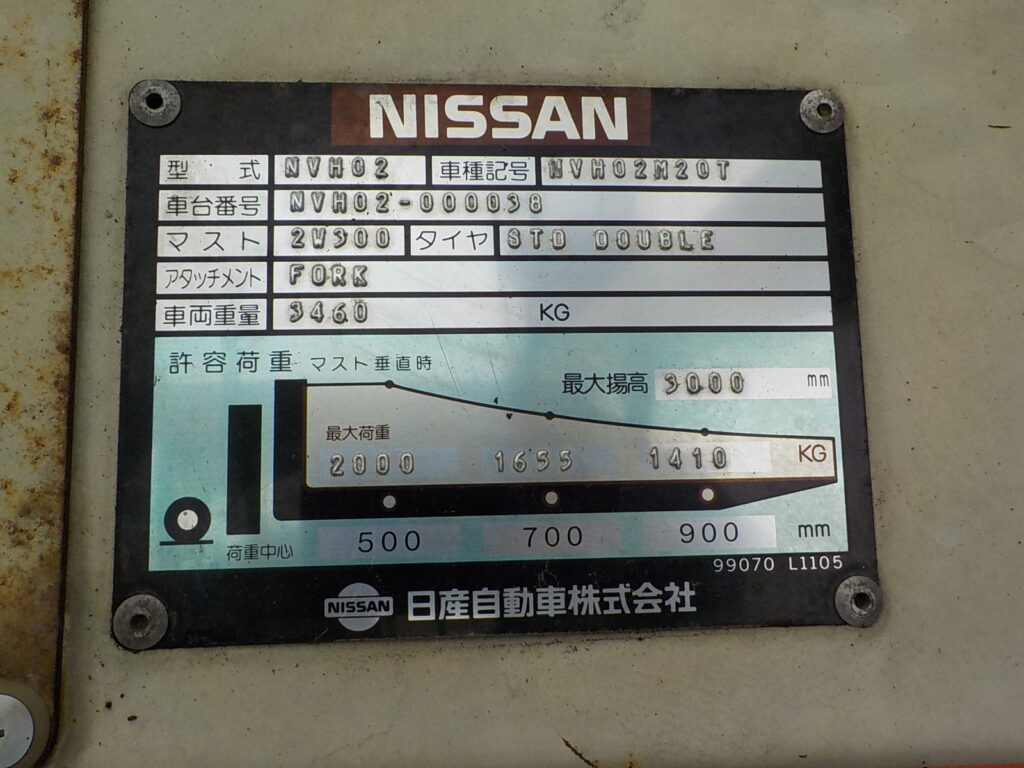 NISSAN
型式 NVH02 車種記号 NVH02M20T
車台番号 NVH02-000038
マスト 2W300 タイヤ STD DOUBLE
アタッチメント FORK
車両重量 3460 KG
許容荷重 マスト垂直時
最大揚高 3000 mm
最大荷重
2000 1655 1410 KG
荷重中心 500 700 900 mm
99070 L1105
NISSAN 日産自動車株式会社